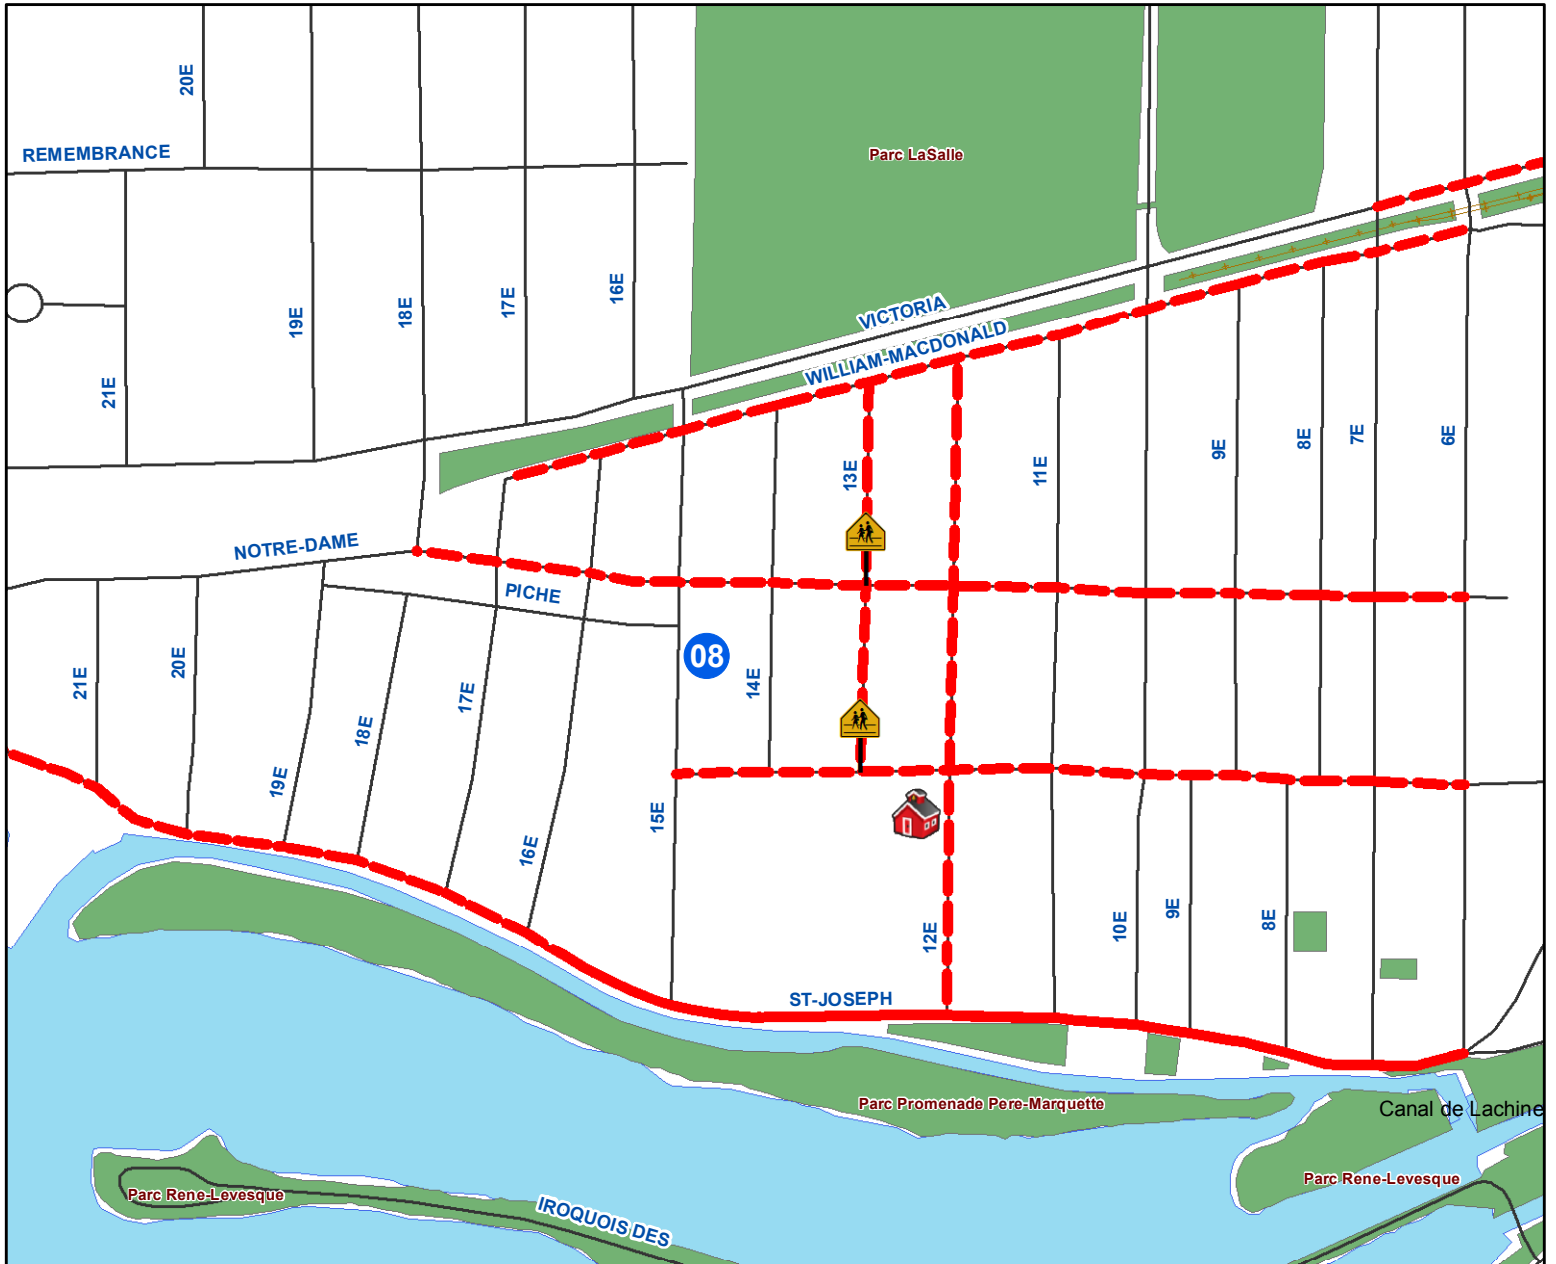 20E
REMEMBRANCE
Parc LaSalle
19E
18E
17E
16E
21E
VICTORIA
WILLIAM-MACDONALD
13E
11E
9E
8E
7E
6E
NOTRE-DAME
PICHE
08
21E
20E
17E
14E
18E
19E
15E
16E
12E
10E
9E
8E
ST-JOSEPH
Parc Promenade Pere-Marquette
Canal de Lachine
Parc Rene-Levesque
Parc Rene-Levesque
IROQUOIS DES